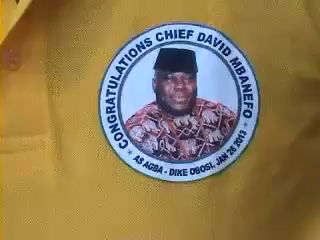 CONGRATULATIONS CHIEF DAVID MBANEFO
AS AGBA - DIKE OBOSI. JAN 26 2013